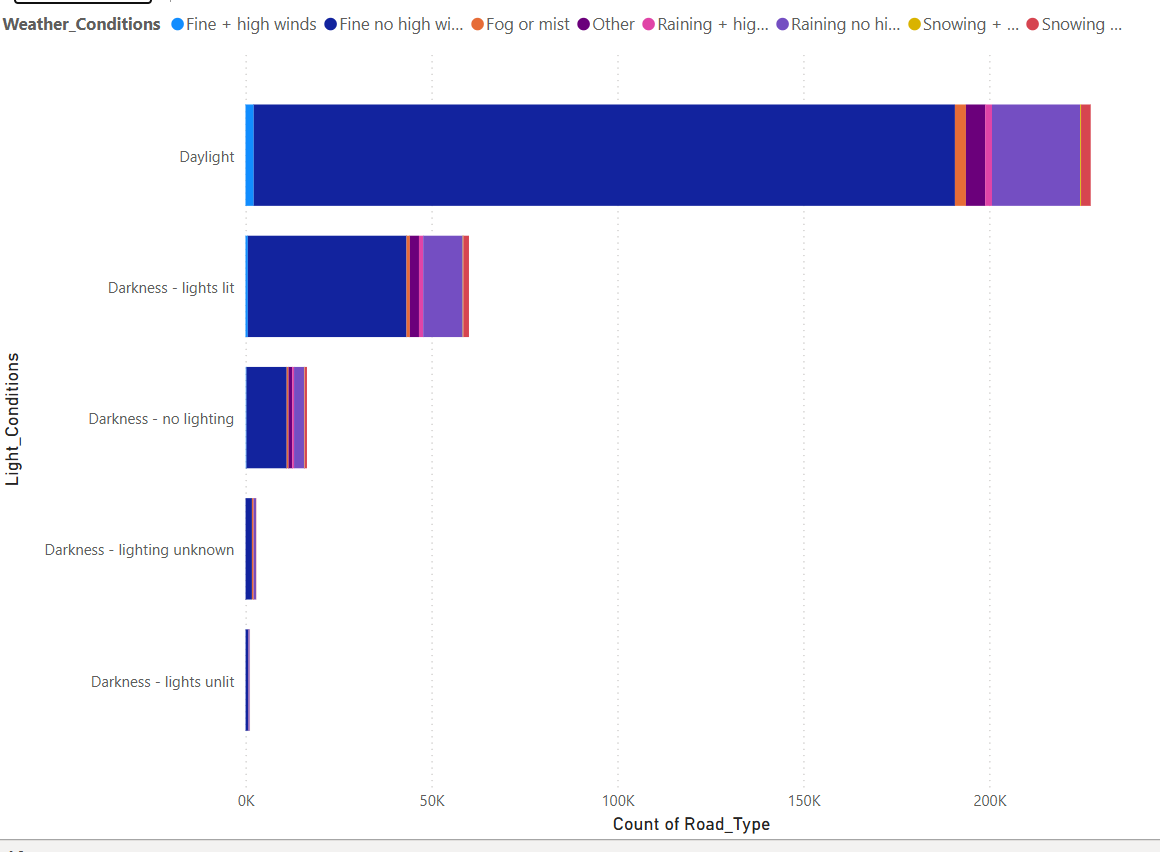 Weather_Conditions Fine + high winds Fine no high wi... Fog or mist Other Raining + hig... Raining no hi... Snowing + ... Snowing ...
Daylight
Darkness - lights lit
Darkness - no lighting
Darkness - lighting unknown
Darkness - lights unlit
Light_Conditions
0K 50K 100K 150K 200K
Count of Road_Type